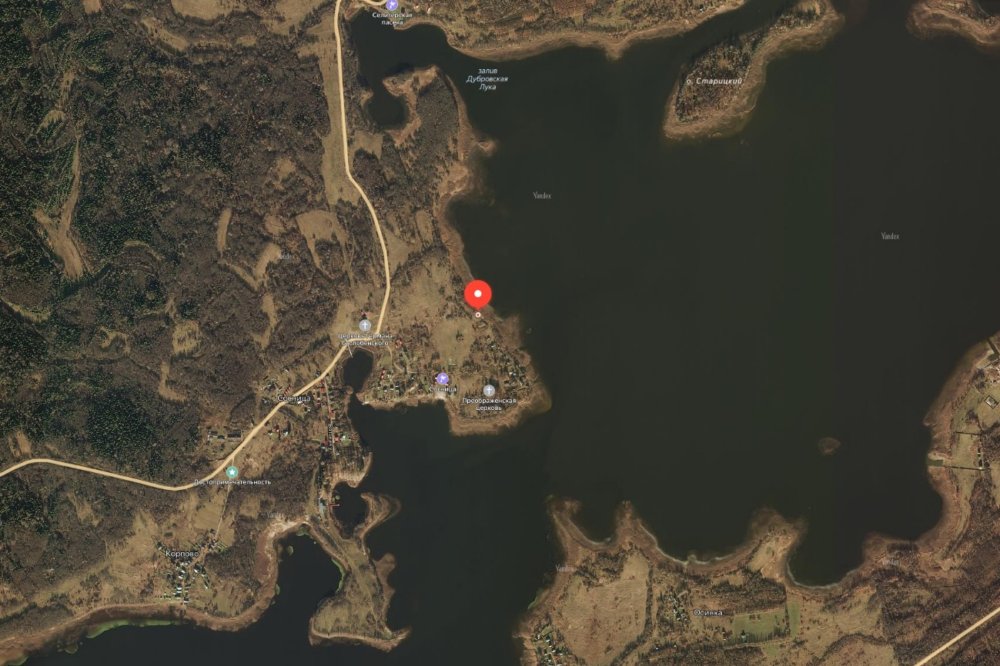 Селигерская
пасека
залив
Дубровская
Лука
о. Старицкий
Yandex
Yandex
Yandex
Церковь Германа
Столобенского
Сосница
Преображенская
церковь
Сосница
Достопримечательность
Yandex
Корпово
Yandex
Yandex
Осинка